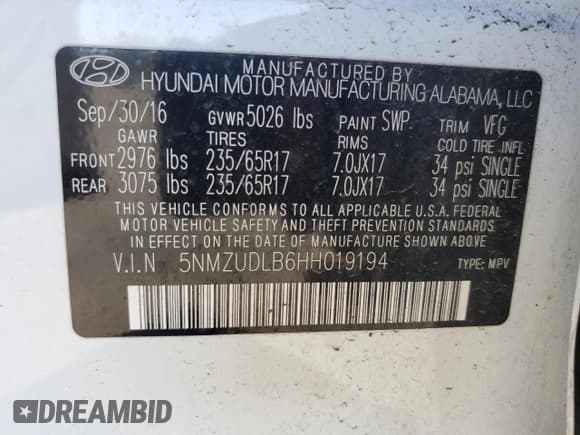 MANUFACTURED BY
HYUNDAI MOTOR MANUFACTURING ALABAMA, LLC
Sep/30/16 GVWR 5026 lbs PAINT SWP TRIM VFG
GAWR TIRES RIMS COLD TIRE INFL
FRONT 2976 lbs 235/65R17 7.0JX17 34 psi SINGLE
REAR 3075 lbs 235/65R17 7.0JX17 34 psi SINGLE
THIS VEHICLE CONFORMS TO ALL APPLICABLE U.S.A. FEDERAL
MOTOR VEHICLE SAFETY AND THEFT PREVENTION STANDARDS
IN EFFECT ON THE DATE OF MANUFACTURE SHOWN ABOVE
V.I.N 5NMZUDLB6HH019194 TYPE: MPV
DREAMBID